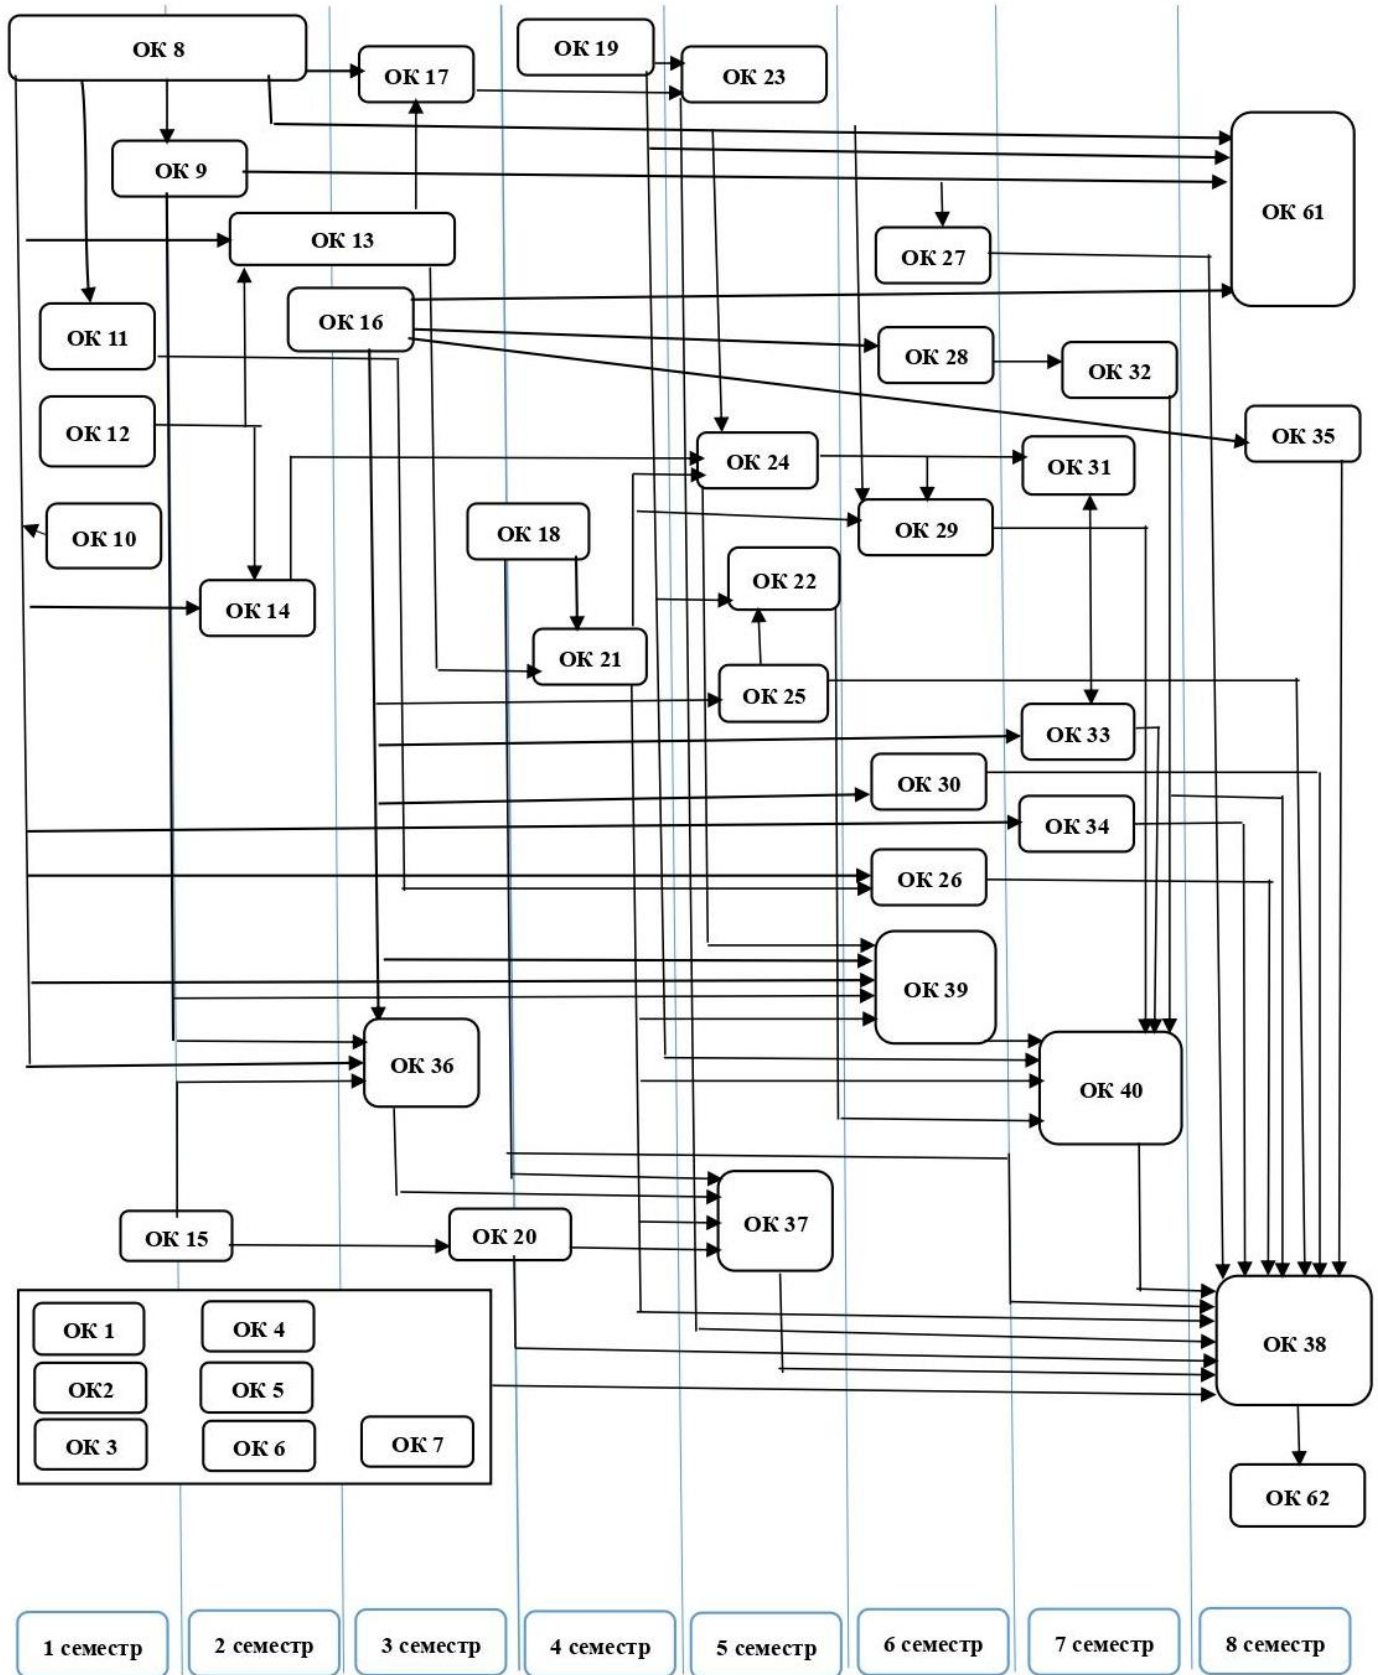 ОК 8
ОК 19
ОК 17
ОК 23
ОК 9
ОК 61
ОК 13
ОК 27
ОК 16
ОК 11
ОК 28
ОК 32
ОК 12
ОК 35
ОК 24
ОК 31
ОК 10
ОК 18
ОК 29
ОК 22
ОК 14
ОК 21
ОК 25
ОК 33
ОК 30
ОК 34
ОК 26
ОК 39
ОК 36
ОК 40
ОК 15
ОК 20
ОК 37
ОК 1
ОК 4
ОК 38
ОК2
ОК 5
ОК 3
ОК 6
ОК 7
ОК 62
1 семестр
2 семестр
3 семестр
4 семестр
5 семестр
6 семестр
7 семестр
8 семестр